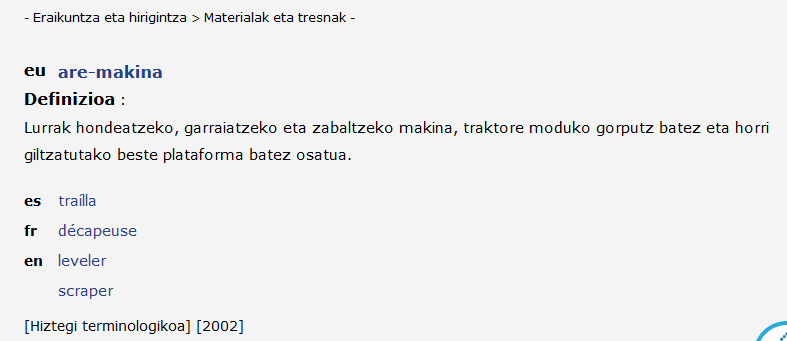 - Eraikuntza eta hirigintza > Materialak eta tresnak -
eu are-makina
Definizioa :
Lurrak hondeatzeko, garraiatzeko eta zabaltzeko makina, traktore moduko gorputz batez eta horri
giltzatutako beste plataforma batez osatua.
es traílla
fr décapeuse
en leveler
scraper
[Hiztegi terminologikoa] [2002]